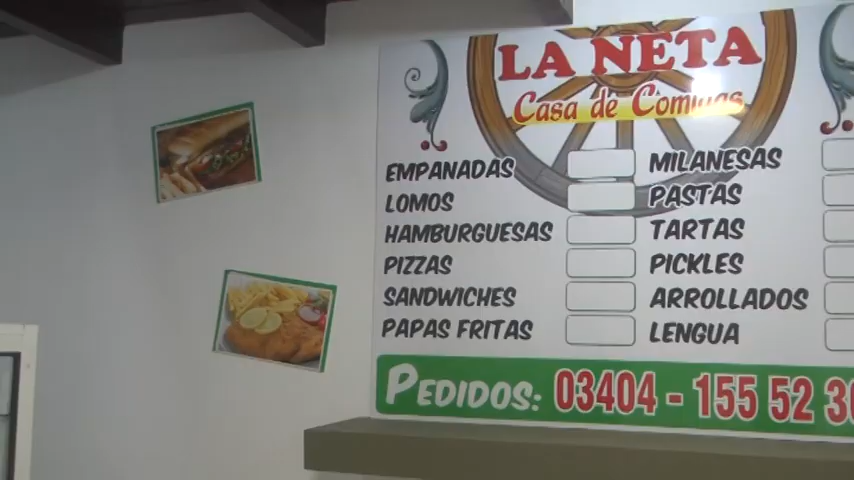 LA NETA
Casa de Comidas
EMPANADAS
LOMOS
HAMBURGUESAS
PIZZAS
SANDWICHES
PAPAS FRITAS
MILANESAS
PASTAS
TARTAS
PICKLES
ARROLLADOS
LENGUA
PEDIDOS: 03404 - 155 52 30